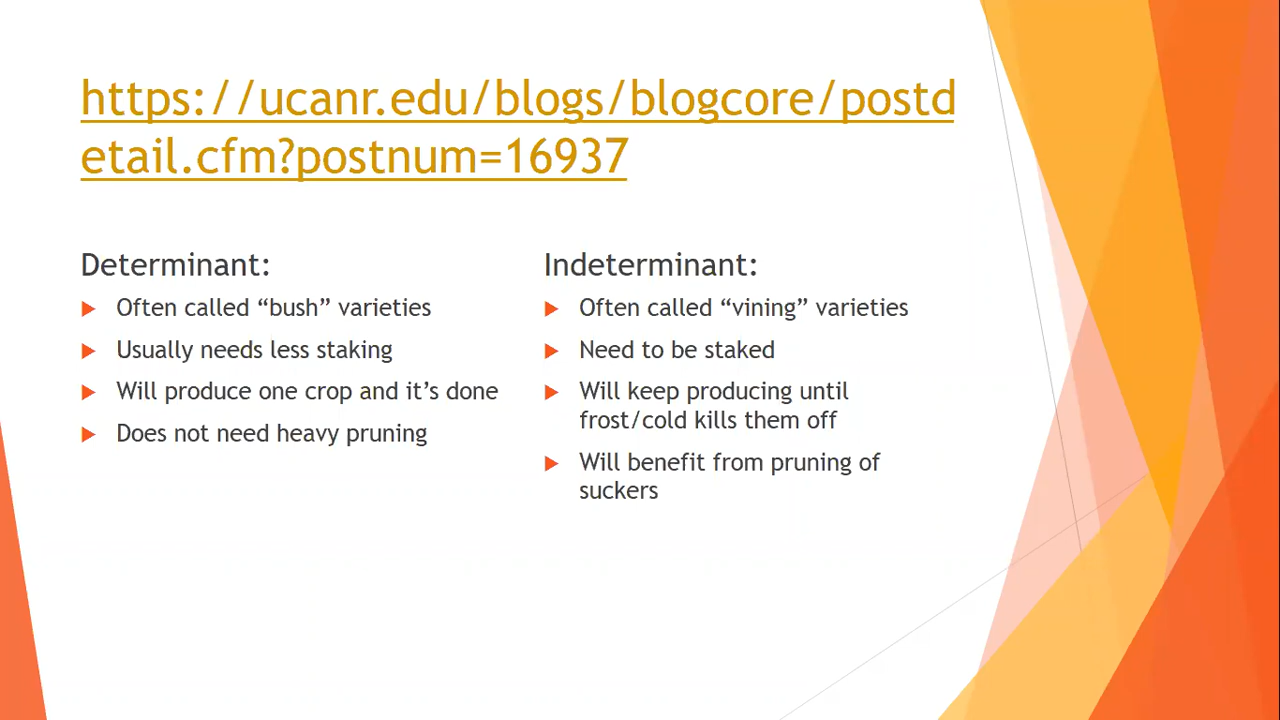 https://ucanr.edu/blogs/blogcore/postd
etail.cfm?postnum=16937
Determinant:
Often called “bush” varieties
Usually needs less staking
Will produce one crop and it’s done
Does not need heavy pruning
Indeterminant:
Often called “vining” varieties
Need to be staked
Will keep producing until
frost/cold kills them off
Will benefit from pruning of
suckers